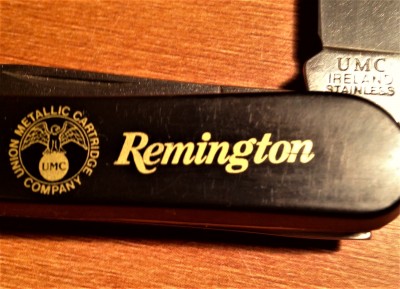 UMC
IRELAND
STAINLESS
UNION METALLIC CARTRIDGE COMPANY
UMC
Remington